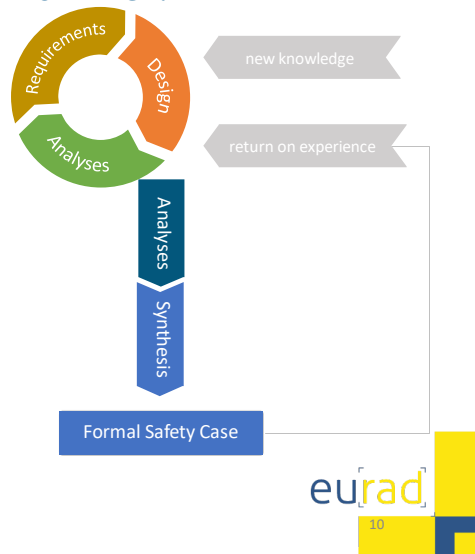 Requirements
Design
new knowledge
Analyses
return on experience
Analyses
Synthesis
Formal Safety Case
eurad
10